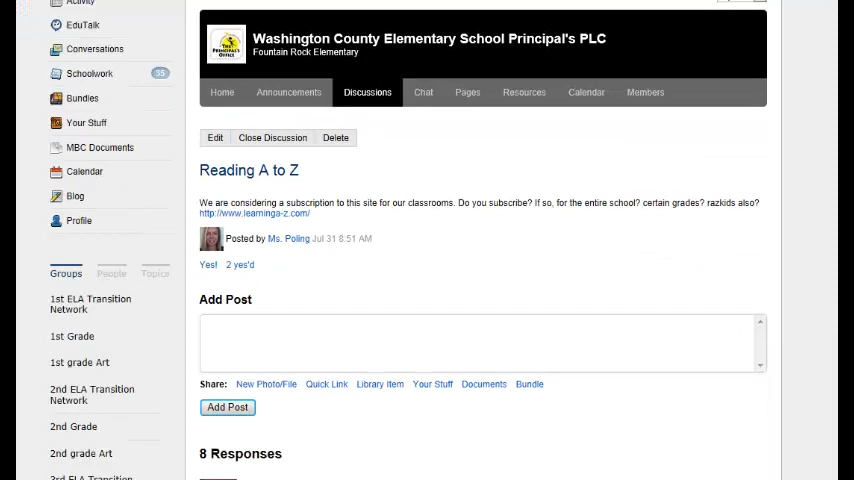 Activity
EduTalk
Conversations
Schoolwork 35
Bundles
Your Stuff
MBC Documents
Calendar
Blog
Profile
Groups People Topics
1st ELA Transition
Network
1st Grade
1st grade Art
2nd ELA Transition
Network
2nd Grade
2nd grade Art
3rd ELA Transition
THE PRINCIPAL'S OFFICE
Washington County Elementary School Principal's PLC
Fountain Rock Elementary
Home Announcements Discussions Chat Pages Resources Calendar Members
Edit Close Discussion Delete
Reading A to Z
We are considering a subscription to this site for our classrooms. Do you subscribe? If so, for the entire school? certain grades? razkids also?
http://www.learninga-z.com/
Posted by Ms. Poling Jul 31 8:51 AM
Yes! 2 yes'd
Add Post
Share: New Photo/File Quick Link Library Item Your Stuff Documents Bundle
Add Post
8 Responses